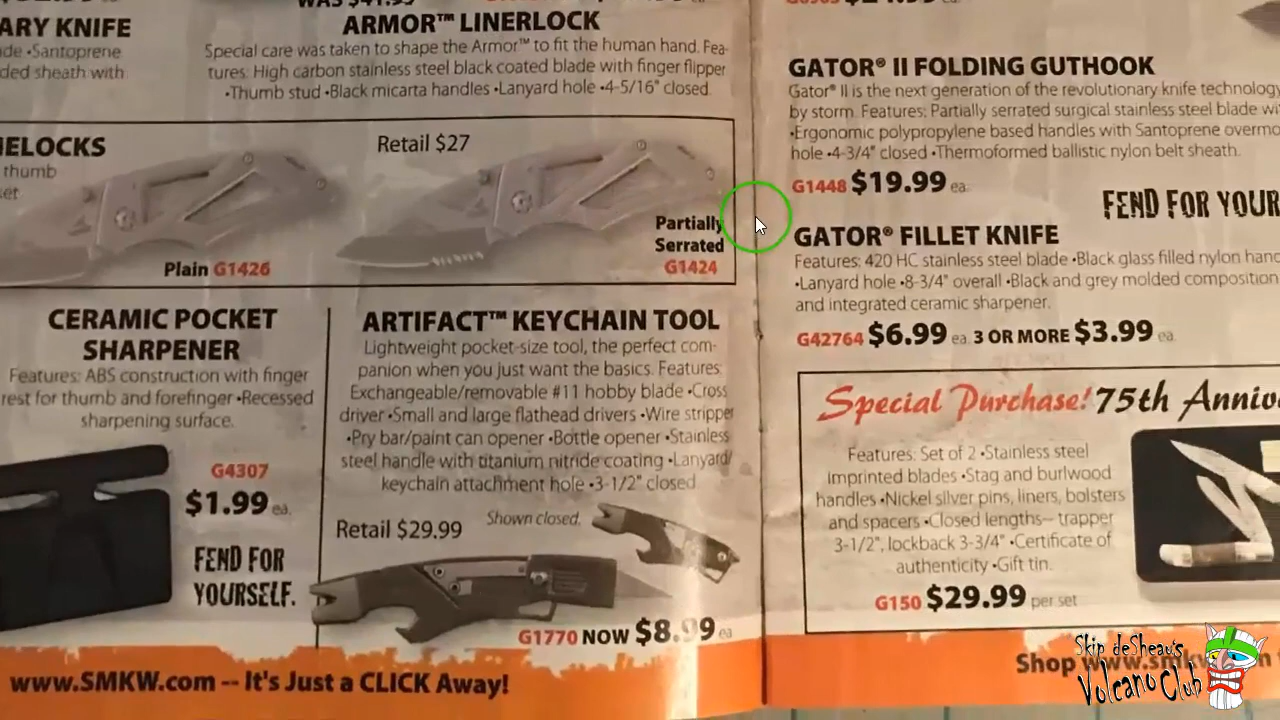 WAS $41.95
ARY KNIFE
de •Santoprene
ded sheath with
ARMOR™ LINERLOCK
Special care was taken to shape the Armor™ to fit the human hand. Fea-
tures: High carbon stainless steel black coated blade with finger flipper
•Thumb stud •Black micarta handles •Lanyard hole •4-5/16" closed.
ELOCKS
thumb
et
Retail $27
Plain G1426
Partially
Serrated
G1424
CERAMIC POCKET
SHARPENER
Features: ABS construction with finger
rest for thumb and forefinger •Recessed
sharpening surface.
G4307
$1.99 ea.
FEND FOR
YOURSELF.
ARTIFACT™ KEYCHAIN TOOL
Lightweight pocket-size tool, the perfect com-
panion when you just want the basics. Features:
Exchangeable/removable #11 hobby blade •Cross
driver •Small and large flathead drivers •Wire stripper
•Pry bar/paint can opener •Bottle opener •Stainless
steel handle with titanium nitride coating •Lanyard/
keychain attachment hole •3-1/2" closed.
Retail $29.99
Shown closed.
G1770 NOW $8.99 ea
www.SMKW.com -- It's Just a CLICK Away!
GATOR® II FOLDING GUTHOOK
Gator® II is the next generation of the revolutionary knife technology
by storm. Features: Partially serrated surgical stainless steel blade wi
•Ergonomic polypropylene based handles with Santoprene overmo
hole •4-3/4" closed •Thermoformed ballistic nylon belt sheath.
G1448 $19.99 ea.
FEND FOR YOUR
GATOR® FILLET KNIFE
Features: 420 HC stainless steel blade •Black glass filled nylon hand
•Lanyard hole •8-3/4" overall •Black and grey molded composition
and integrated ceramic sharpener.
G42764 $6.99 ea. 3 OR MORE $3.99 ea.
Special Purchase! 75th Anniv
Features: Set of 2 •Stainless steel
imprinted blades •Stag and burlwood
handles •Nickel silver pins, liners, bolsters
and spacers •Closed lengths-- trapper
3-1/2", lockback 3-3/4" •Certificate of
authenticity •Gift tin.
G150 $29.99 per set
Shop www.smkw
Skip deSheau's
Volcano Club